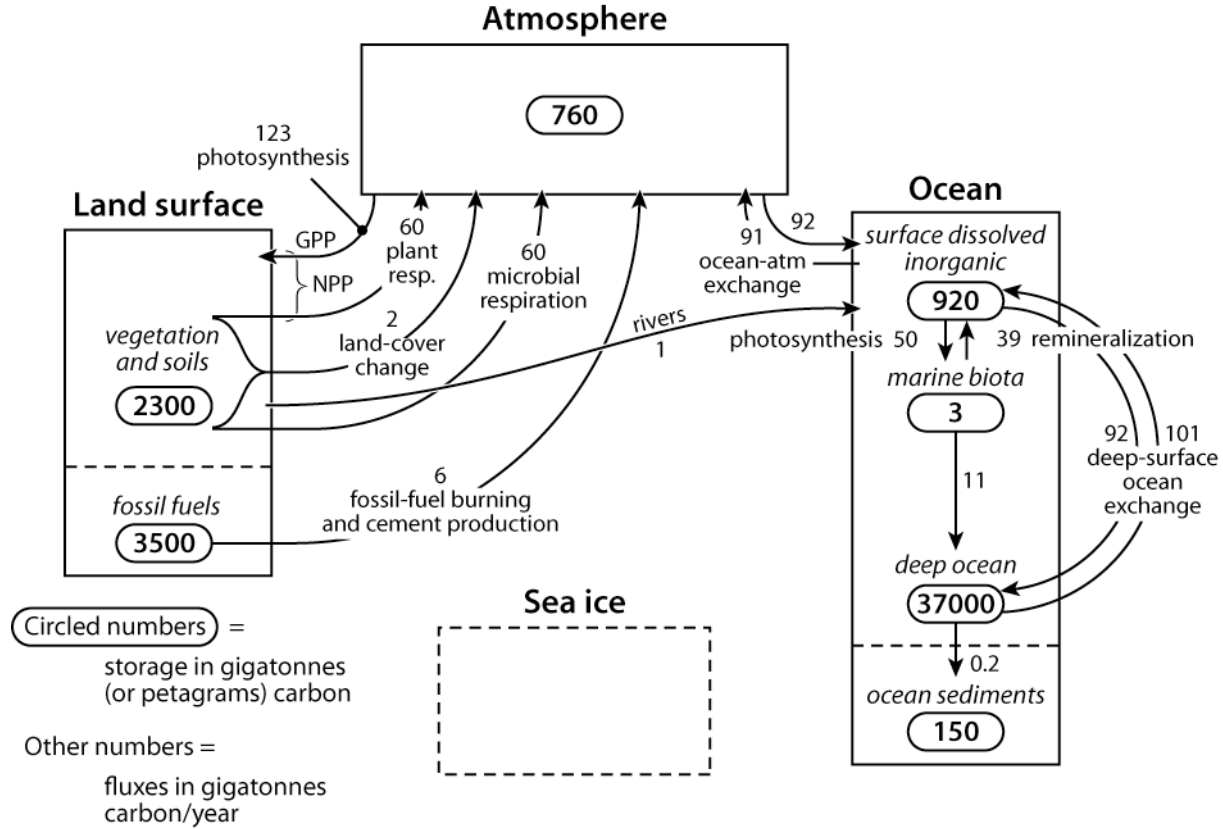 Atmosphere
760
123
photosynthesis
Land surface
GPP
NPP
60
plant
resp.
60
microbial
respiration
2
land-cover
change
vegetation
and soils
2300
rivers
1
6
fossil-fuel burning
and cement production
fossil fuels
3500
91
ocean-atm
exchange
92
Ocean
surface dissolved
inorganic
920
photosynthesis 50
39 remineralization
marine biota
3
11
92
101
deep-surface
ocean
exchange
deep ocean
37000
0.2
ocean sediments
150
Sea ice
Circled numbers =
storage in gigatonnes
(or petagrams) carbon
Other numbers =
fluxes in gigatonnes
carbon/year